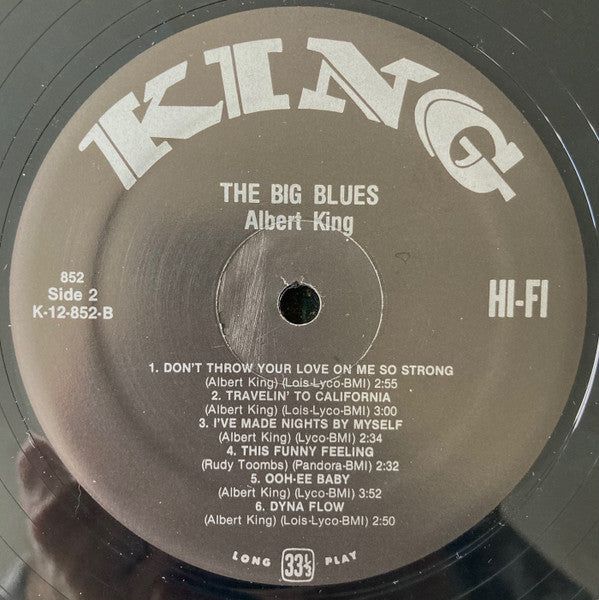 KING
THE BIG BLUES
Albert King
852
Side 2
K-12-852-B
HI-FI
1. DON'T THROW YOUR LOVE ON ME SO STRONG
(Albert King) (Lois-Lyco-BMI) 2:55
2. TRAVELIN' TO CALIFORNIA
(Albert King) (Lois-Lyco-BMI) 3:00
3. I'VE MADE NIGHTS BY MYSELF
(Albert King) (Lyco-BMI) 2:34
4. THIS FUNNY FEELING
(Rudy Toombs) (Pandora-BMI) 2:32
5. OOH-EE BABY
(Albert King) (Lyco-BMI) 3:52
6. DYNA FLOW
(Albert King) (Lois-Lyco-BMI) 2:50
LONG 33⅓ PLAY